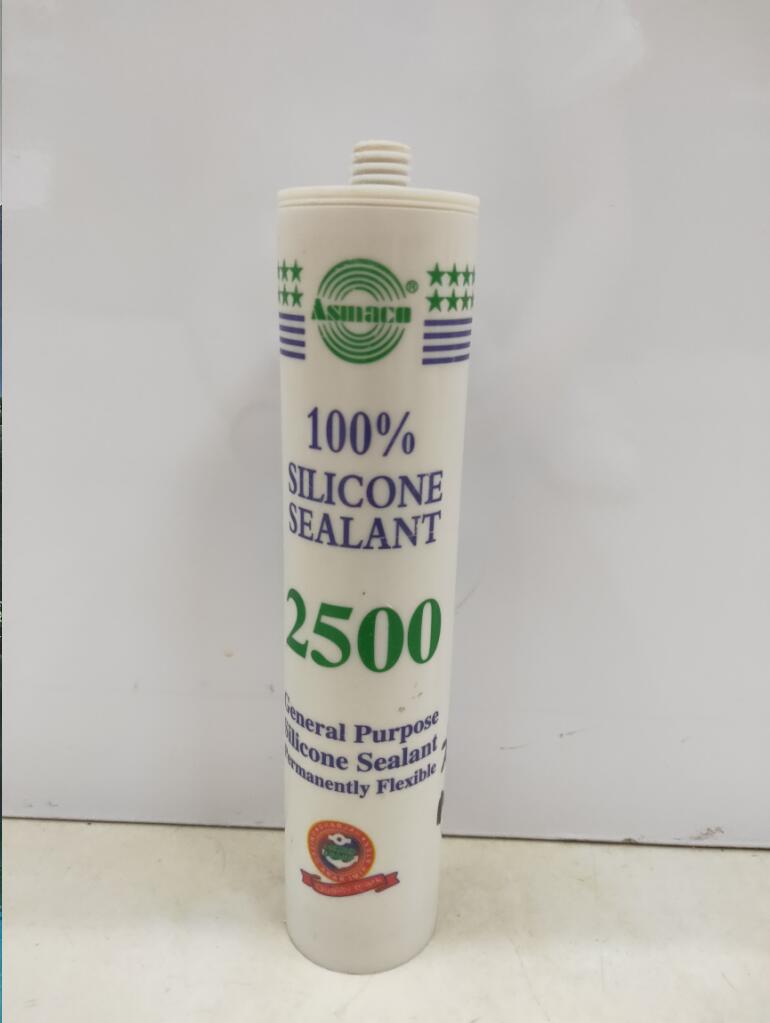 Asmaco ®
100%
SILICONE
SEALANT
2500
General Purpose
Silicone Sealant
Permanently Flexible